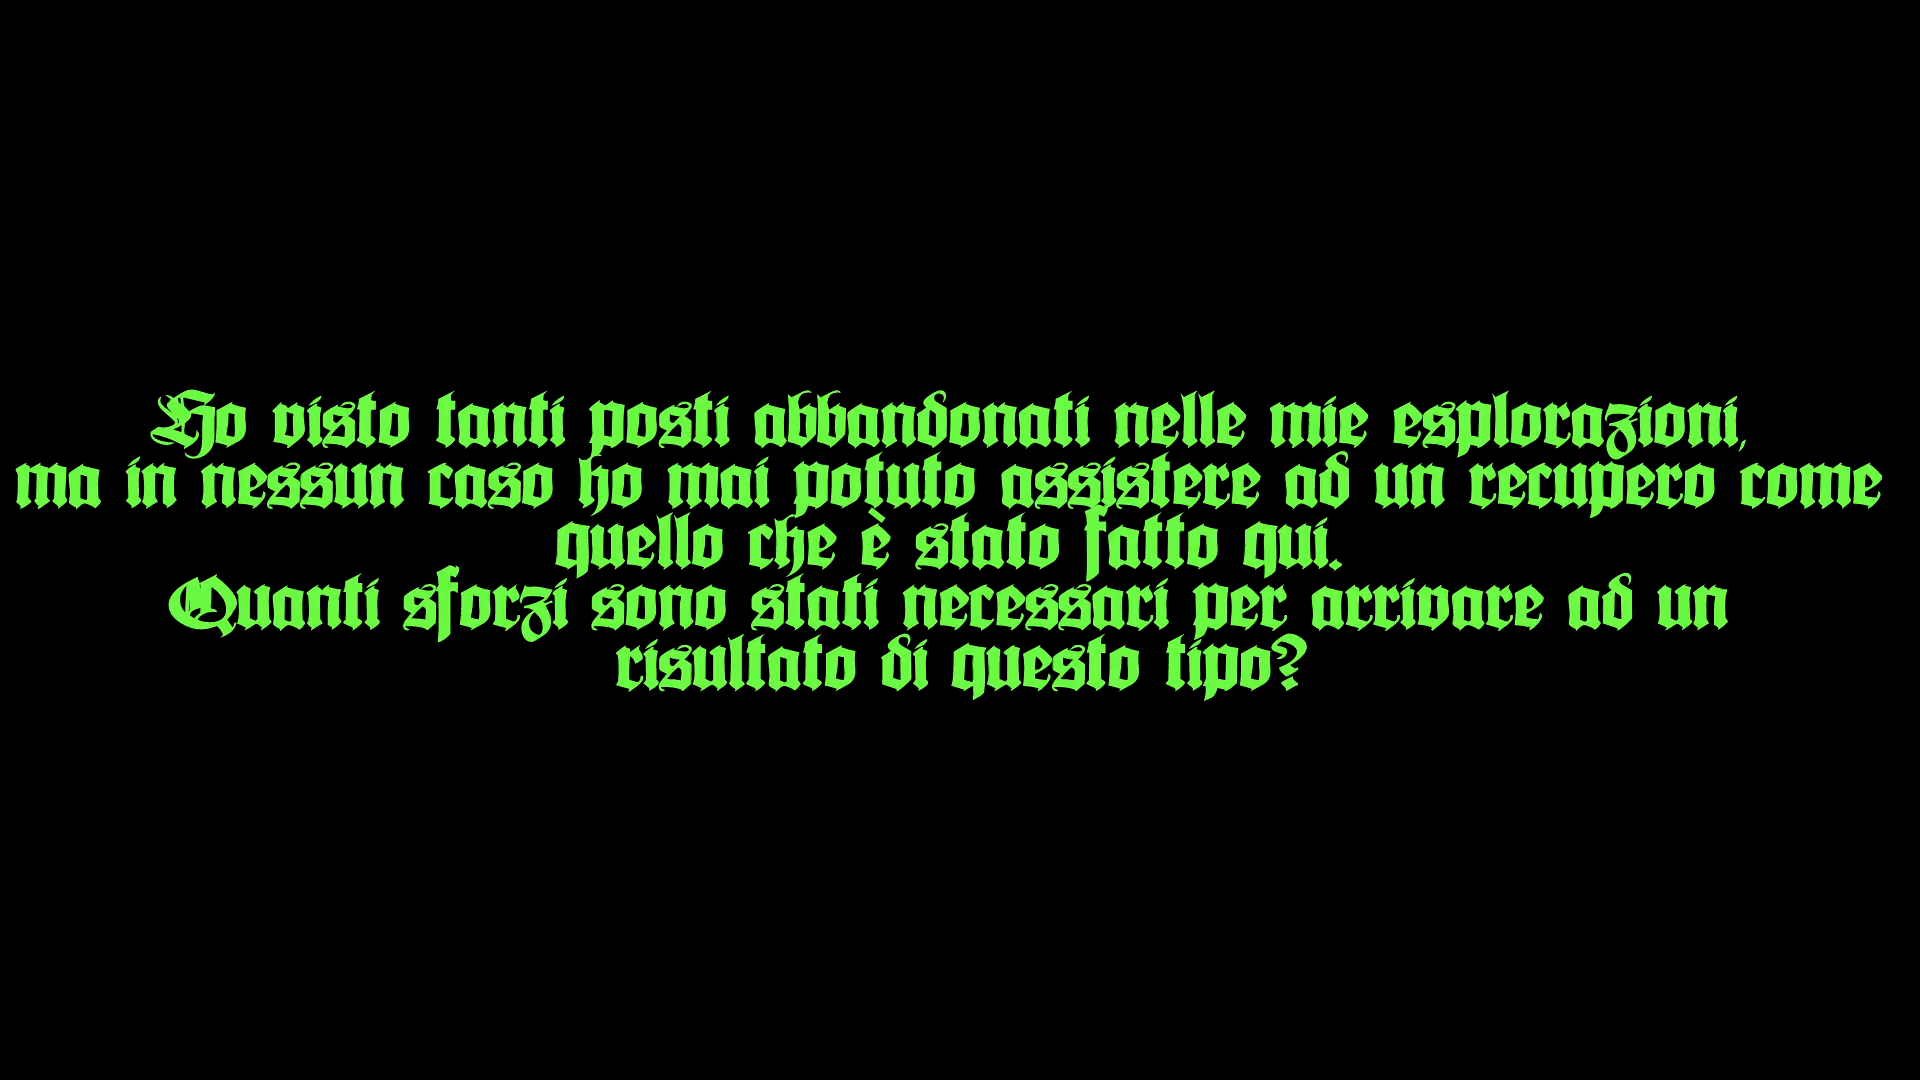 Ho visto tanti posti abbandonati nelle mie esplorazioni,
ma in nessun caso ho mai potuto assistere ad un recupero come
quello che è stato fatto qui.
Quanti sforzi sono stati necessari per arrivare ad un
risultato di questo tipo?